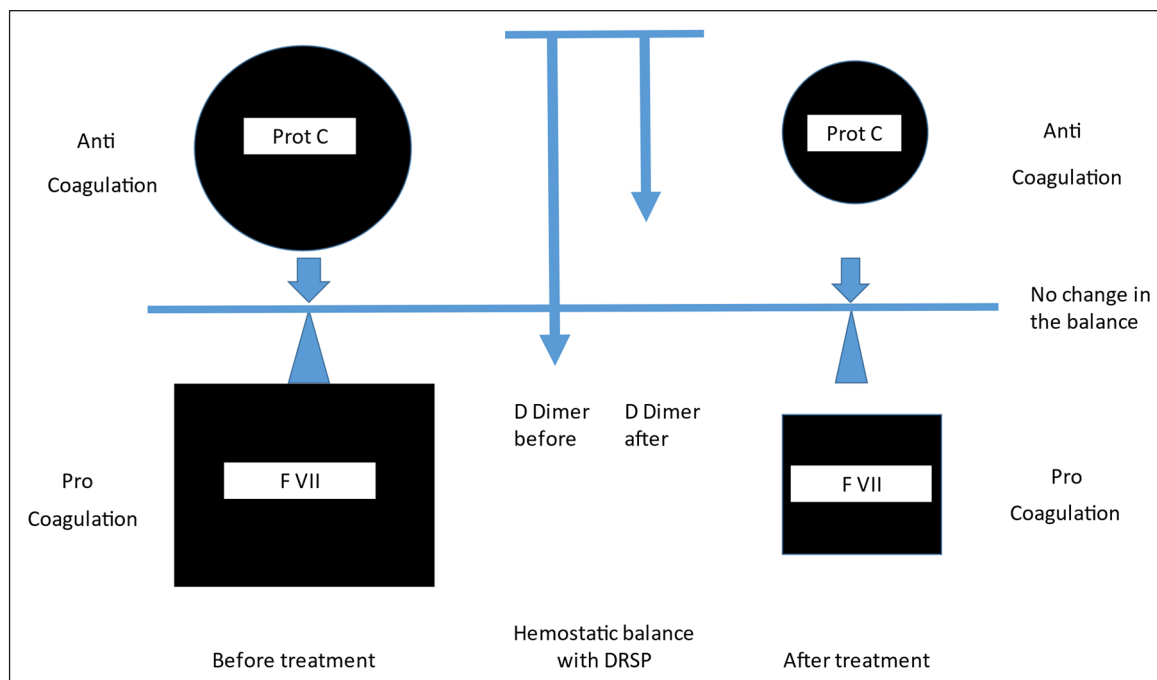 Prot C
Anti
Coagulation
Prot C
Anti
Coagulation
No change in
the balance
D Dimer
before
D Dimer
after
F VII
Pro
Coagulation
F VII
Pro
Coagulation
Before treatment
Hemostatic balance
with DRSP
After treatment